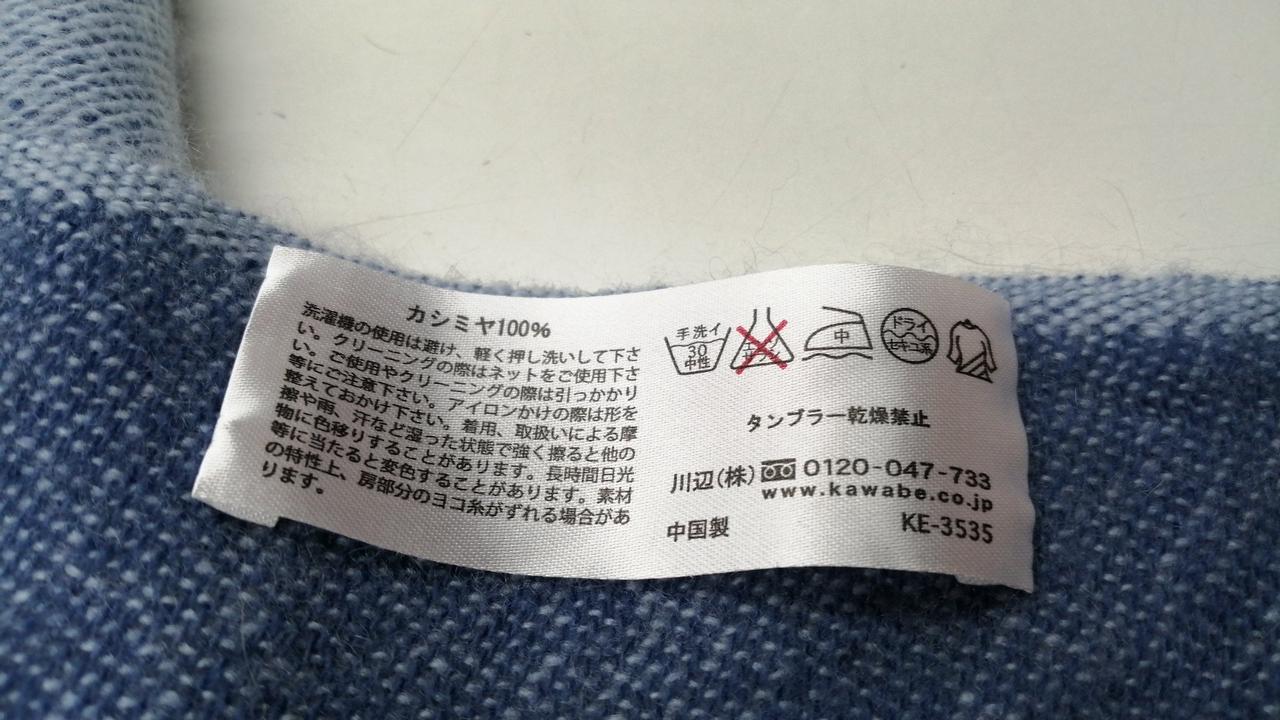 カシミヤ100%
洗濯機の使用は避け、軽く押し洗いして下さ
い。クリーニングの際はネットをご使用下さ
い。ご使用やクリーニングの際は引っかかり
等にご注意下さい。アイロンかけの際は形を
整えておかけ下さい。着用、取扱いによる摩
擦や雨、汗など湿った状態で強く擦ると他の
物に色移りすることがあります。長時間日光
等に当たると変色することがあります。素材
の特性上、房部分のヨコ糸がずれる場合があ
ります。
手洗イ
30
中性
エンソ
サラシ
中
ドライ
セキユ系
タンブラー乾燥禁止
川辺(株) 0120-047-733
www.kawabe.co.jp
中国製 KE-3535